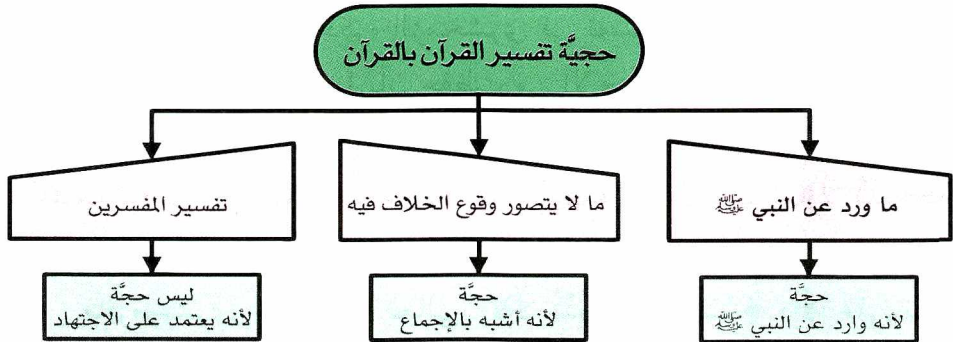 حجيَّة تفسير القرآن بالقرآن
ما ورد عن النبي ﷺ
ما لا يتصور وقوع الخلاف فيه
تفسير المفسرين
حجَّة
لأنه وارد عن النبي ﷺ
حجَّة
لأنه أشبه بالإجماع
ليس حجَّة
لأنه يعتمد على الاجتهاد